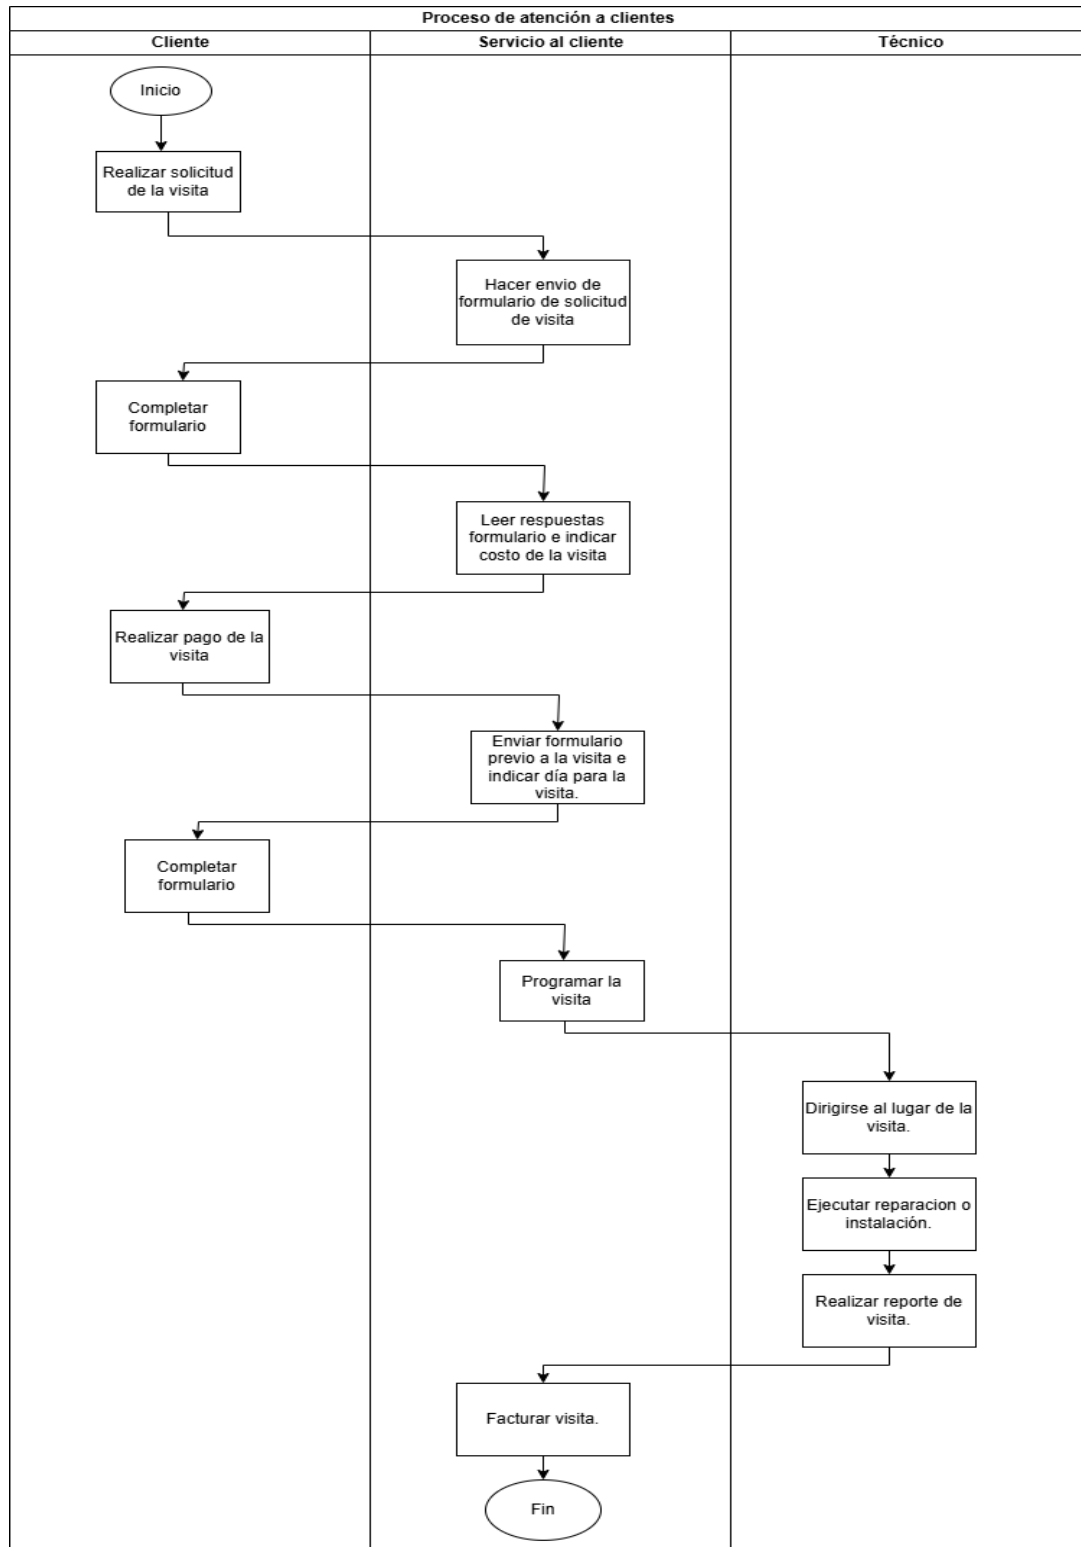 Proceso de atención a clientes
Cliente
Servicio al cliente
Técnico
Inicio
Realizar solicitud
de la visita
Hacer envio de
formulario de solicitud
de visita
Completar
formulario
Leer respuestas
formulario e indicar
costo de la visita
Realizar pago de la
visita
Enviar formulario
previo a la visita e
indicar día para la
visita.
Completar
formulario
Programar la
visita
Dirigirse al lugar de la
visita.
Ejecutar reparacion o
instalación.
Realizar reporte de
visita.
Facturar visita.
Fin